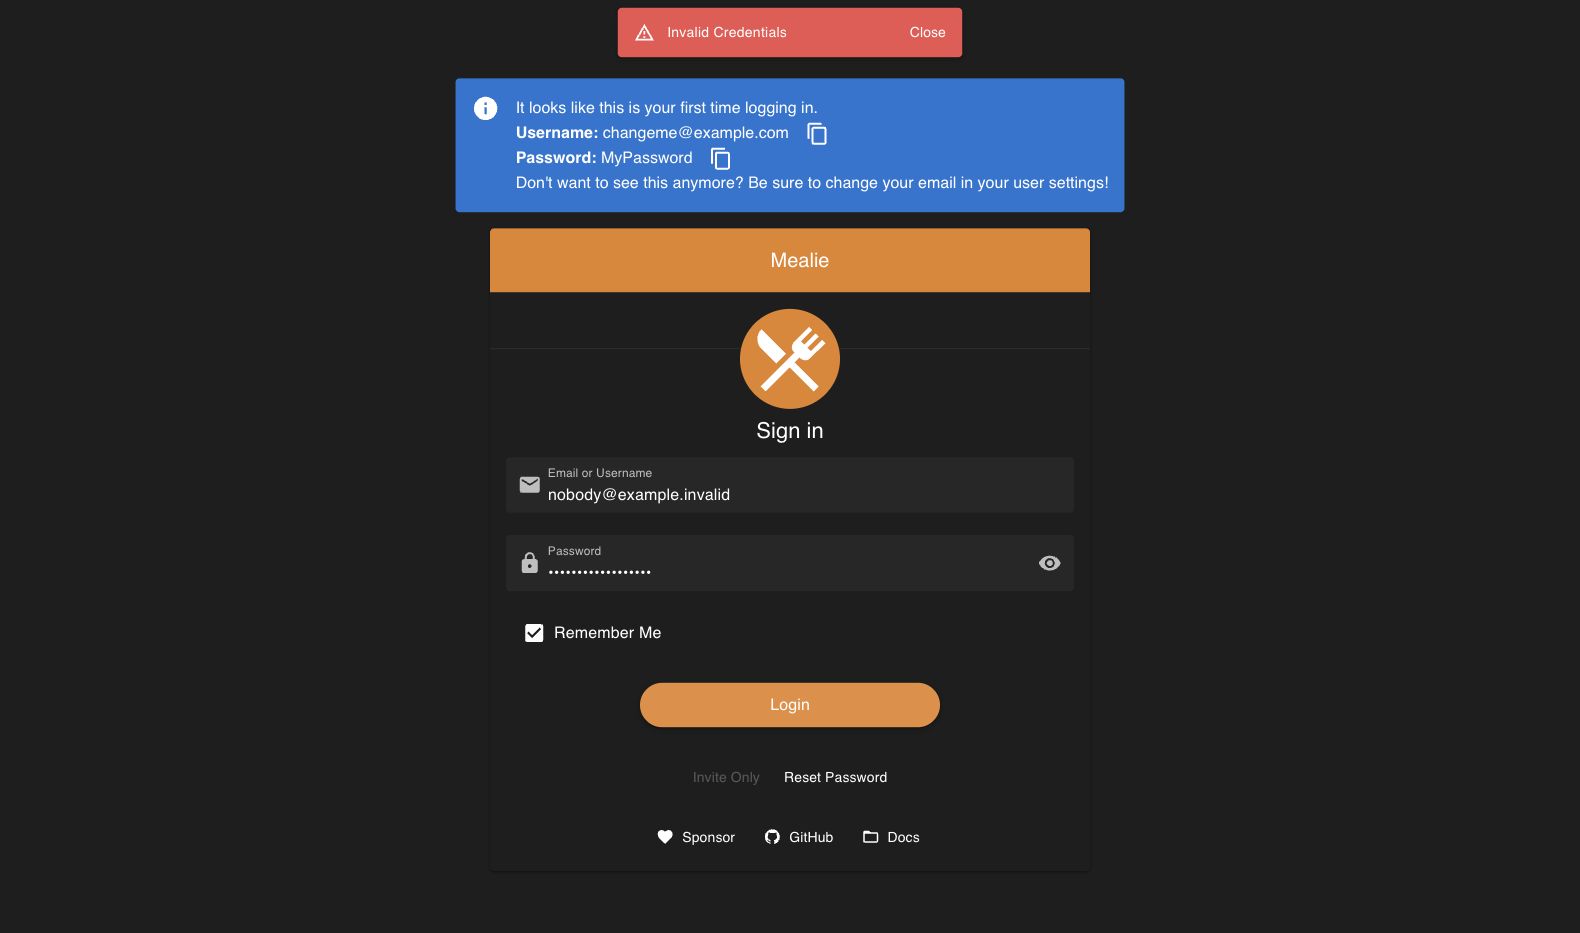 Invalid Credentials Close
It looks like this is your first time logging in.
Username: changeme@example.com
Password: MyPassword
Don't want to see this anymore? Be sure to change your email in your user settings!
Mealie
Sign in
Email or Username
nobody@example.invalid
Password
••••••••••••••••••
Remember Me
Login
Invite Only Reset Password
Sponsor GitHub Docs